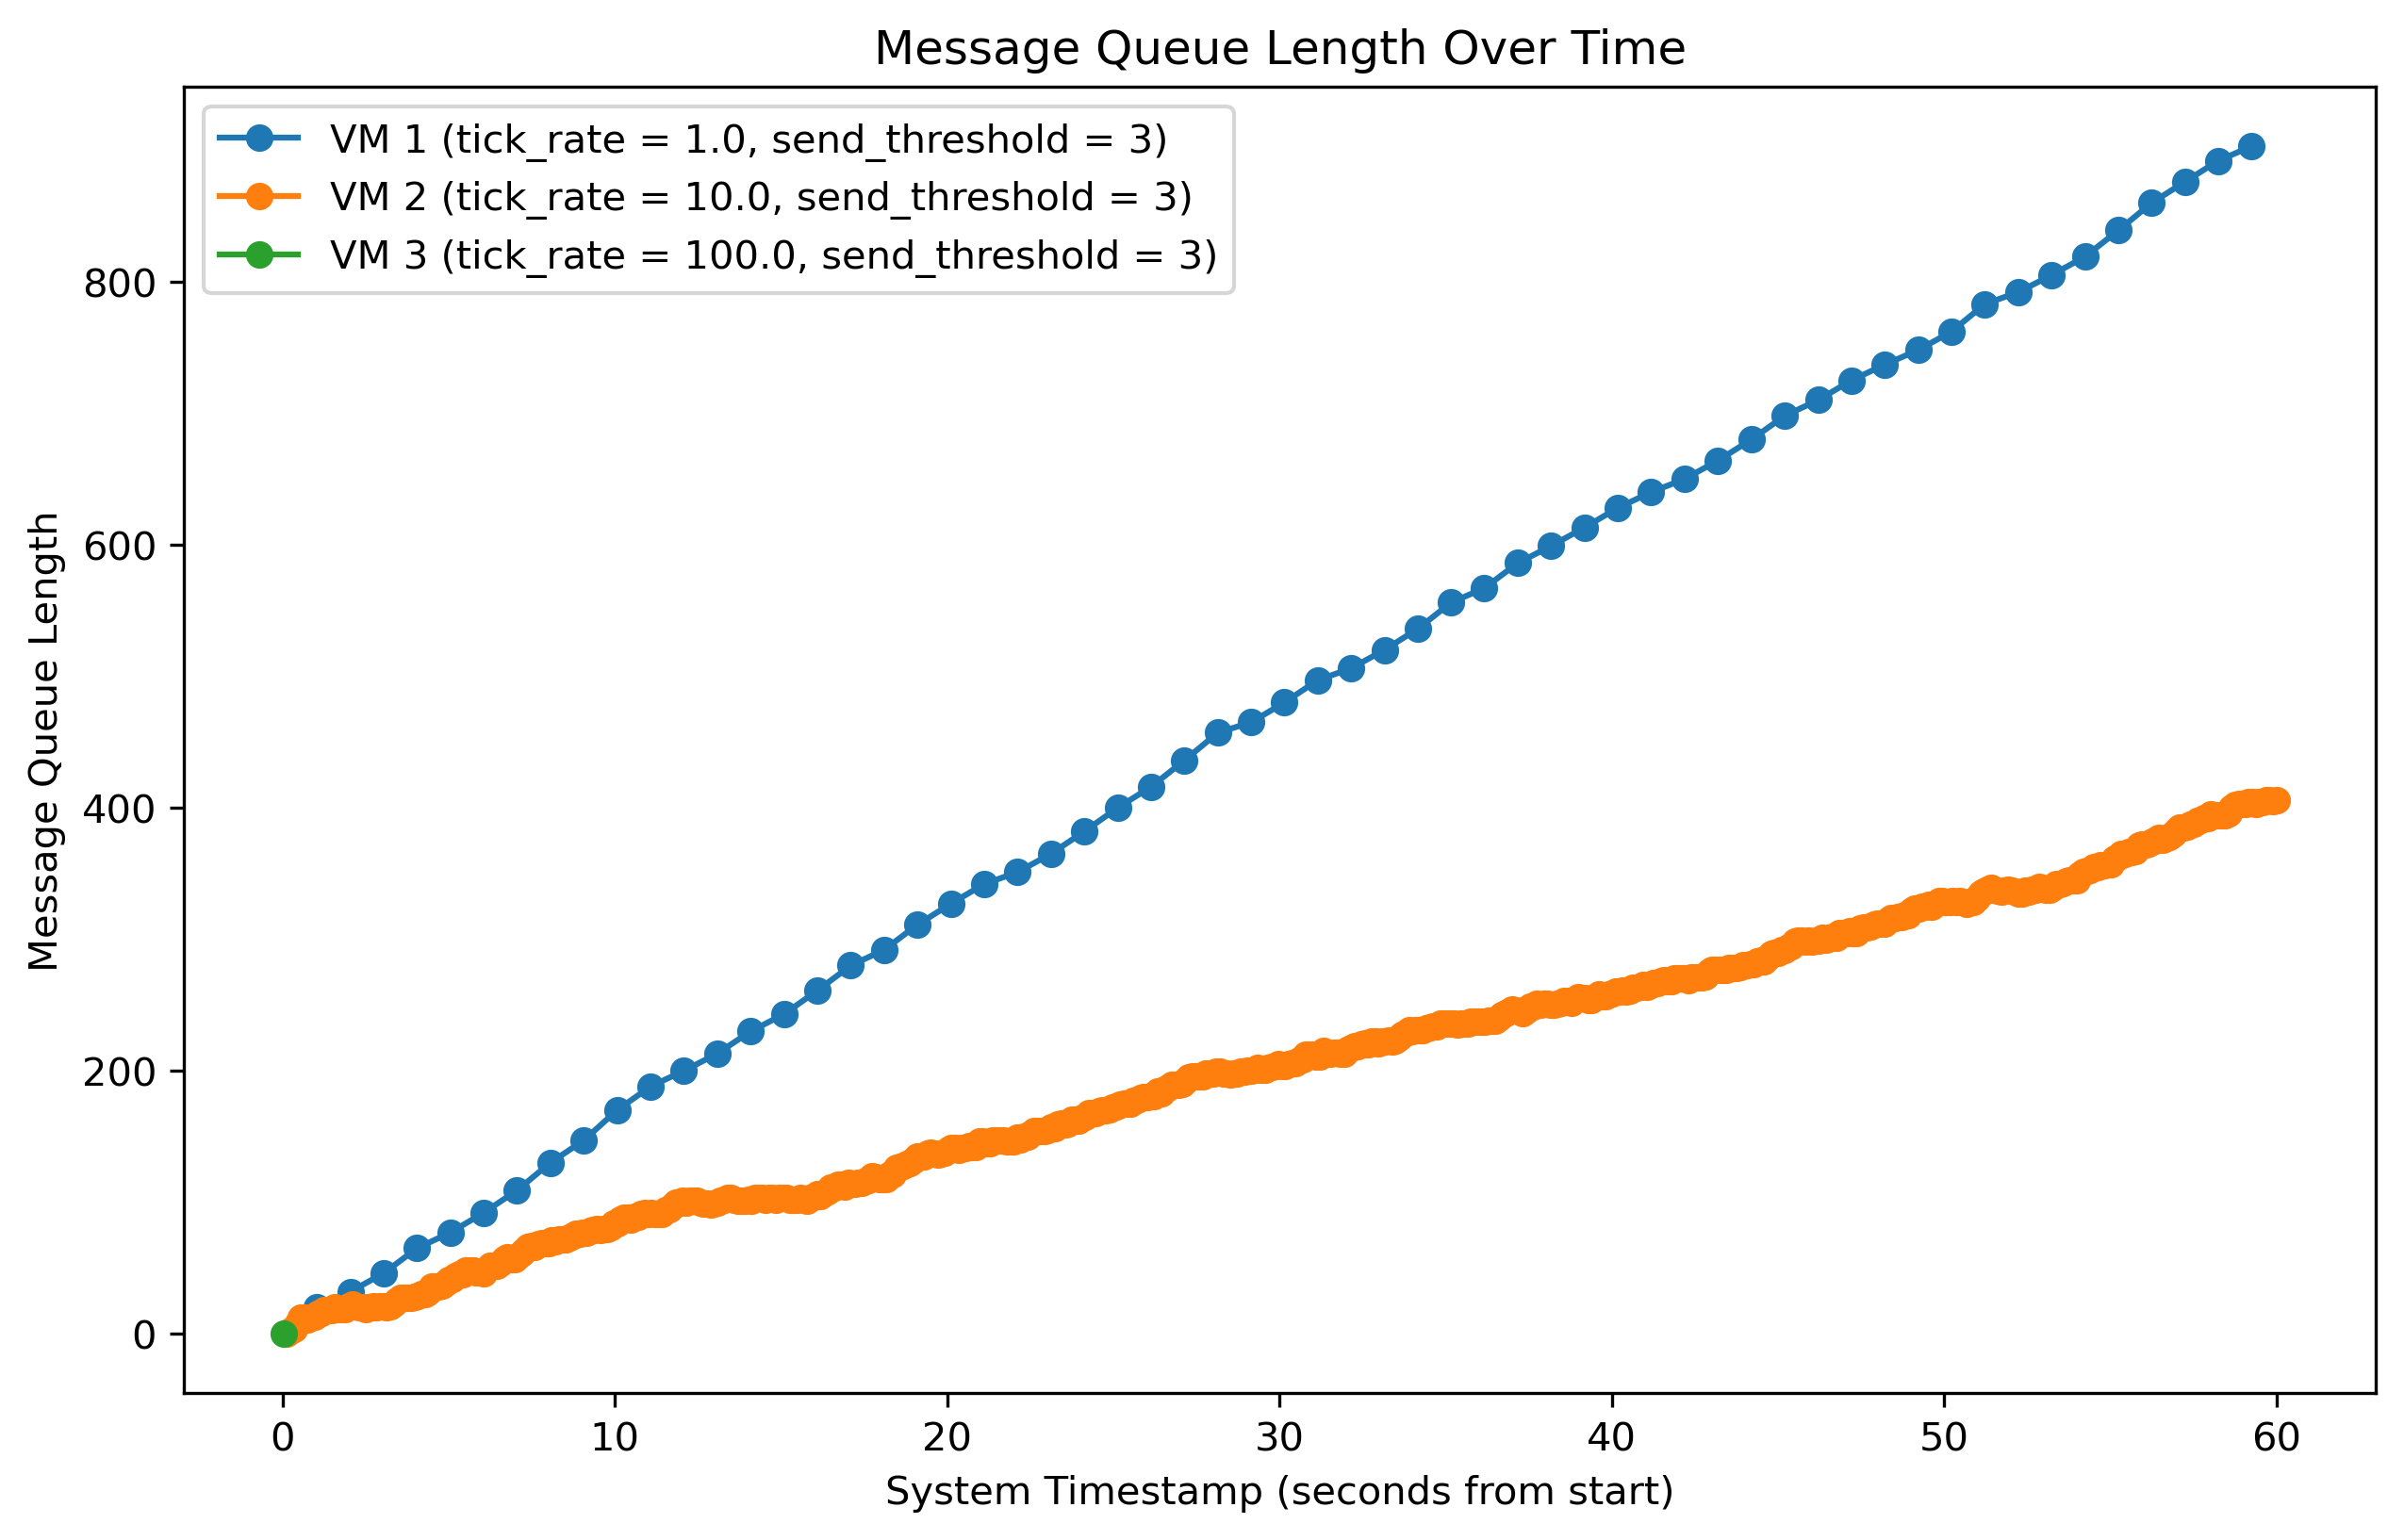 Message Queue Length Over Time
VM 1 (tick_rate = 1.0, send_threshold = 3)
VM 2 (tick_rate = 10.0, send_threshold = 3)
VM 3 (tick_rate = 100.0, send_threshold = 3)
Message Queue Length
800
600
400
200
0
0 10 20 30 40 50 60
System Timestamp (seconds from start)